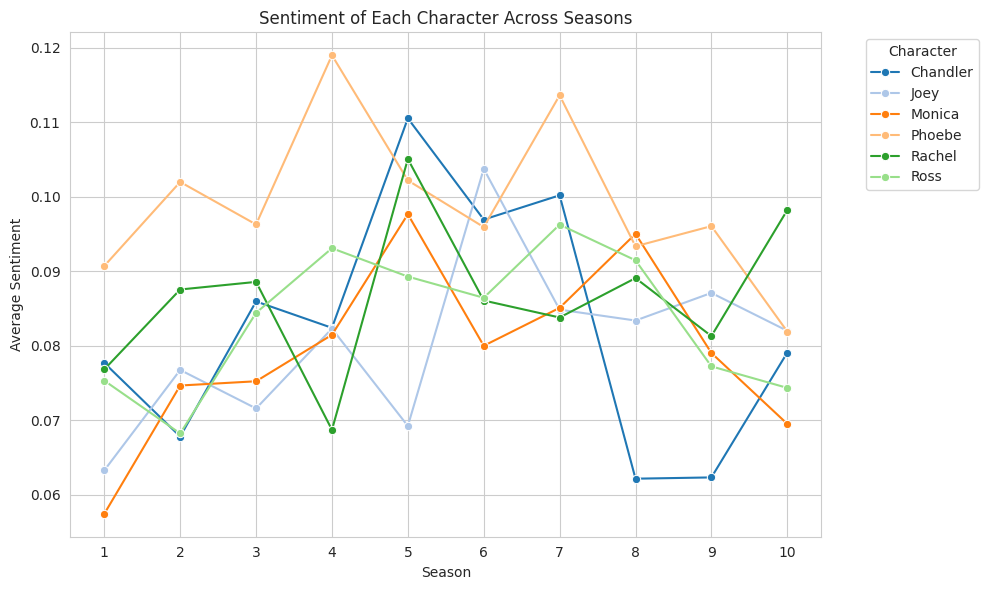 Sentiment of Each Character Across Seasons
Average Sentiment
0.12
0.11
0.10
0.09
0.08
0.07
0.06
1 2 3 4 5 6 7 8 9 10
Season
Character
Chandler
Joey
Monica
Phoebe
Rachel
Ross